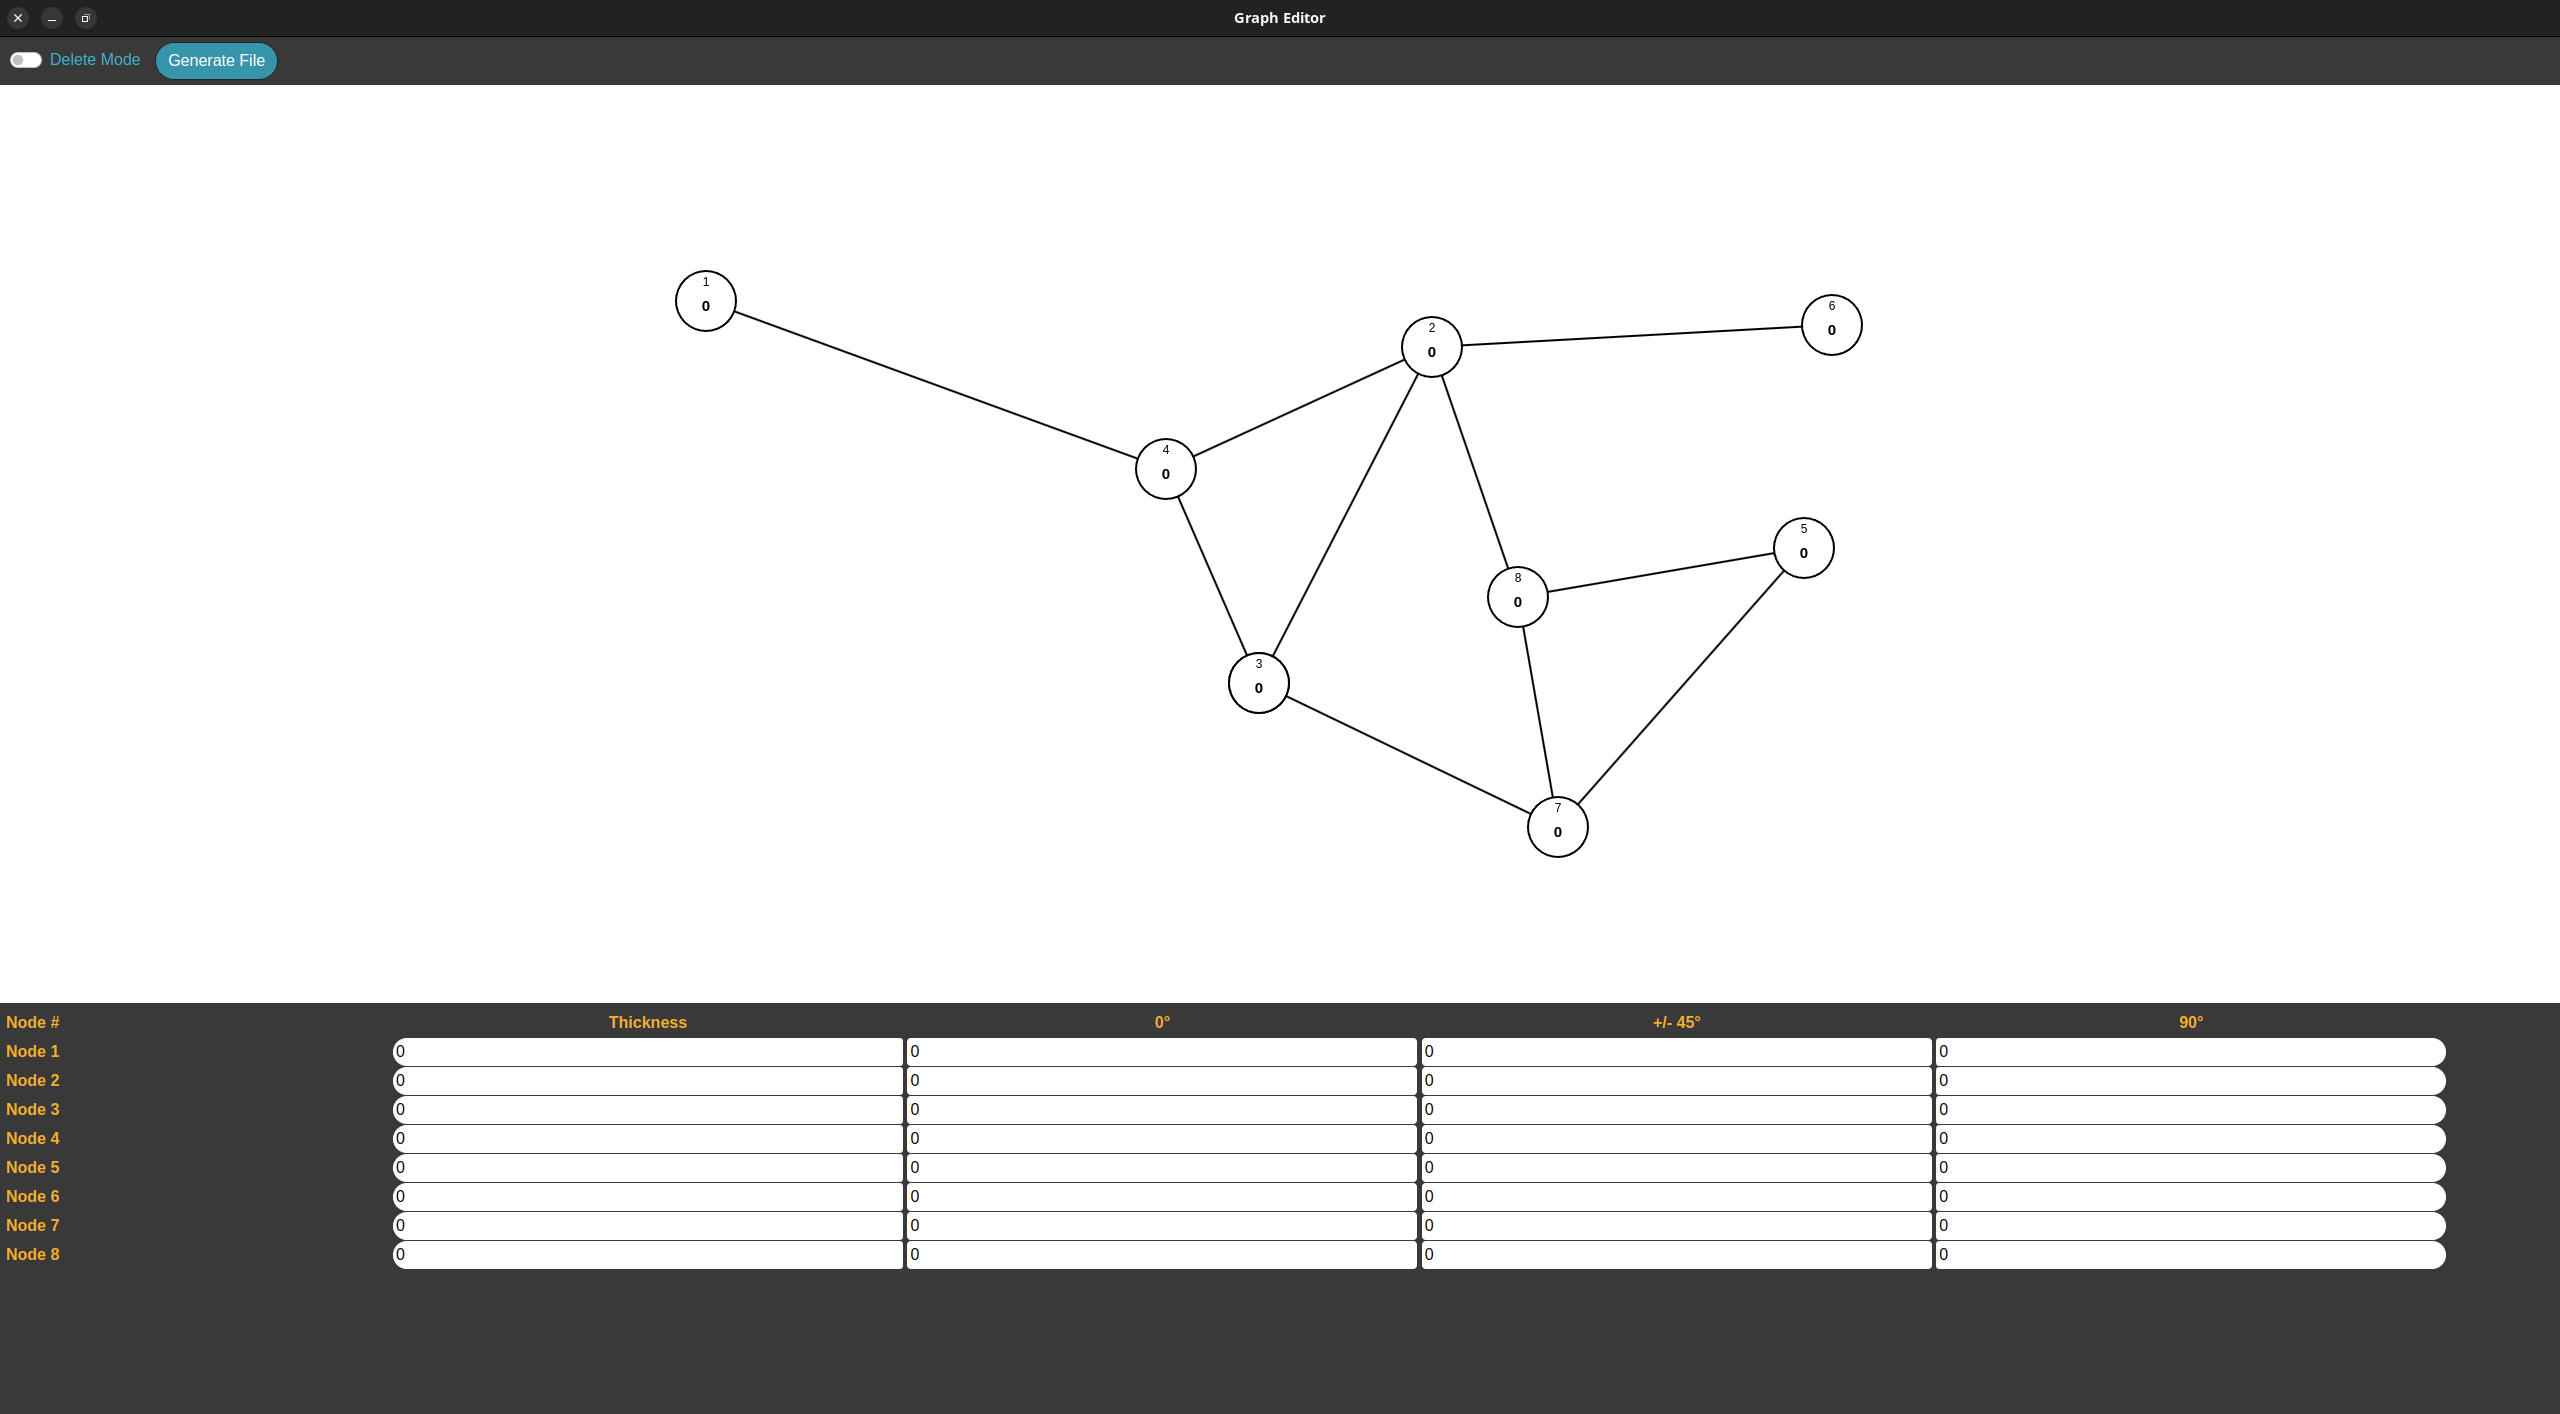 Graph Editor
Delete Mode Generate File
1
0
6
0
2
0
4
0
5
0
8
0
3
0
7
0
Node # Thickness 0° +/- 45° 90°
Node 1 0 0 0 0
Node 2 0 0 0 0
Node 3 0 0 0 0
Node 4 0 0 0 0
Node 5 0 0 0 0
Node 6 0 0 0 0
Node 7 0 0 0 0
Node 8 0 0 0 0